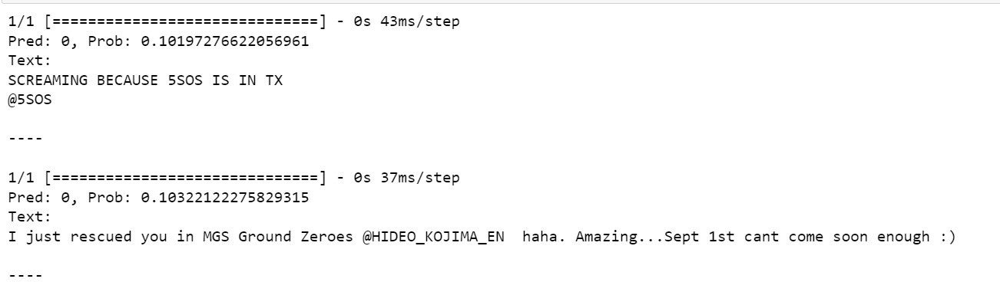 1/1 [==============================] - 0s 43ms/step
Pred: 0, Prob: 0.10197276622056961
Text:
SCREAMING BECAUSE 5SOS IS IN TX
@5SOS
----
1/1 [==============================] - 0s 37ms/step
Pred: 0, Prob: 0.10322122275829315
Text:
I just rescued you in MGS Ground Zeroes @HIDEO_KOJIMA_EN  haha. Amazing...Sept 1st cant come soon enough :)
----